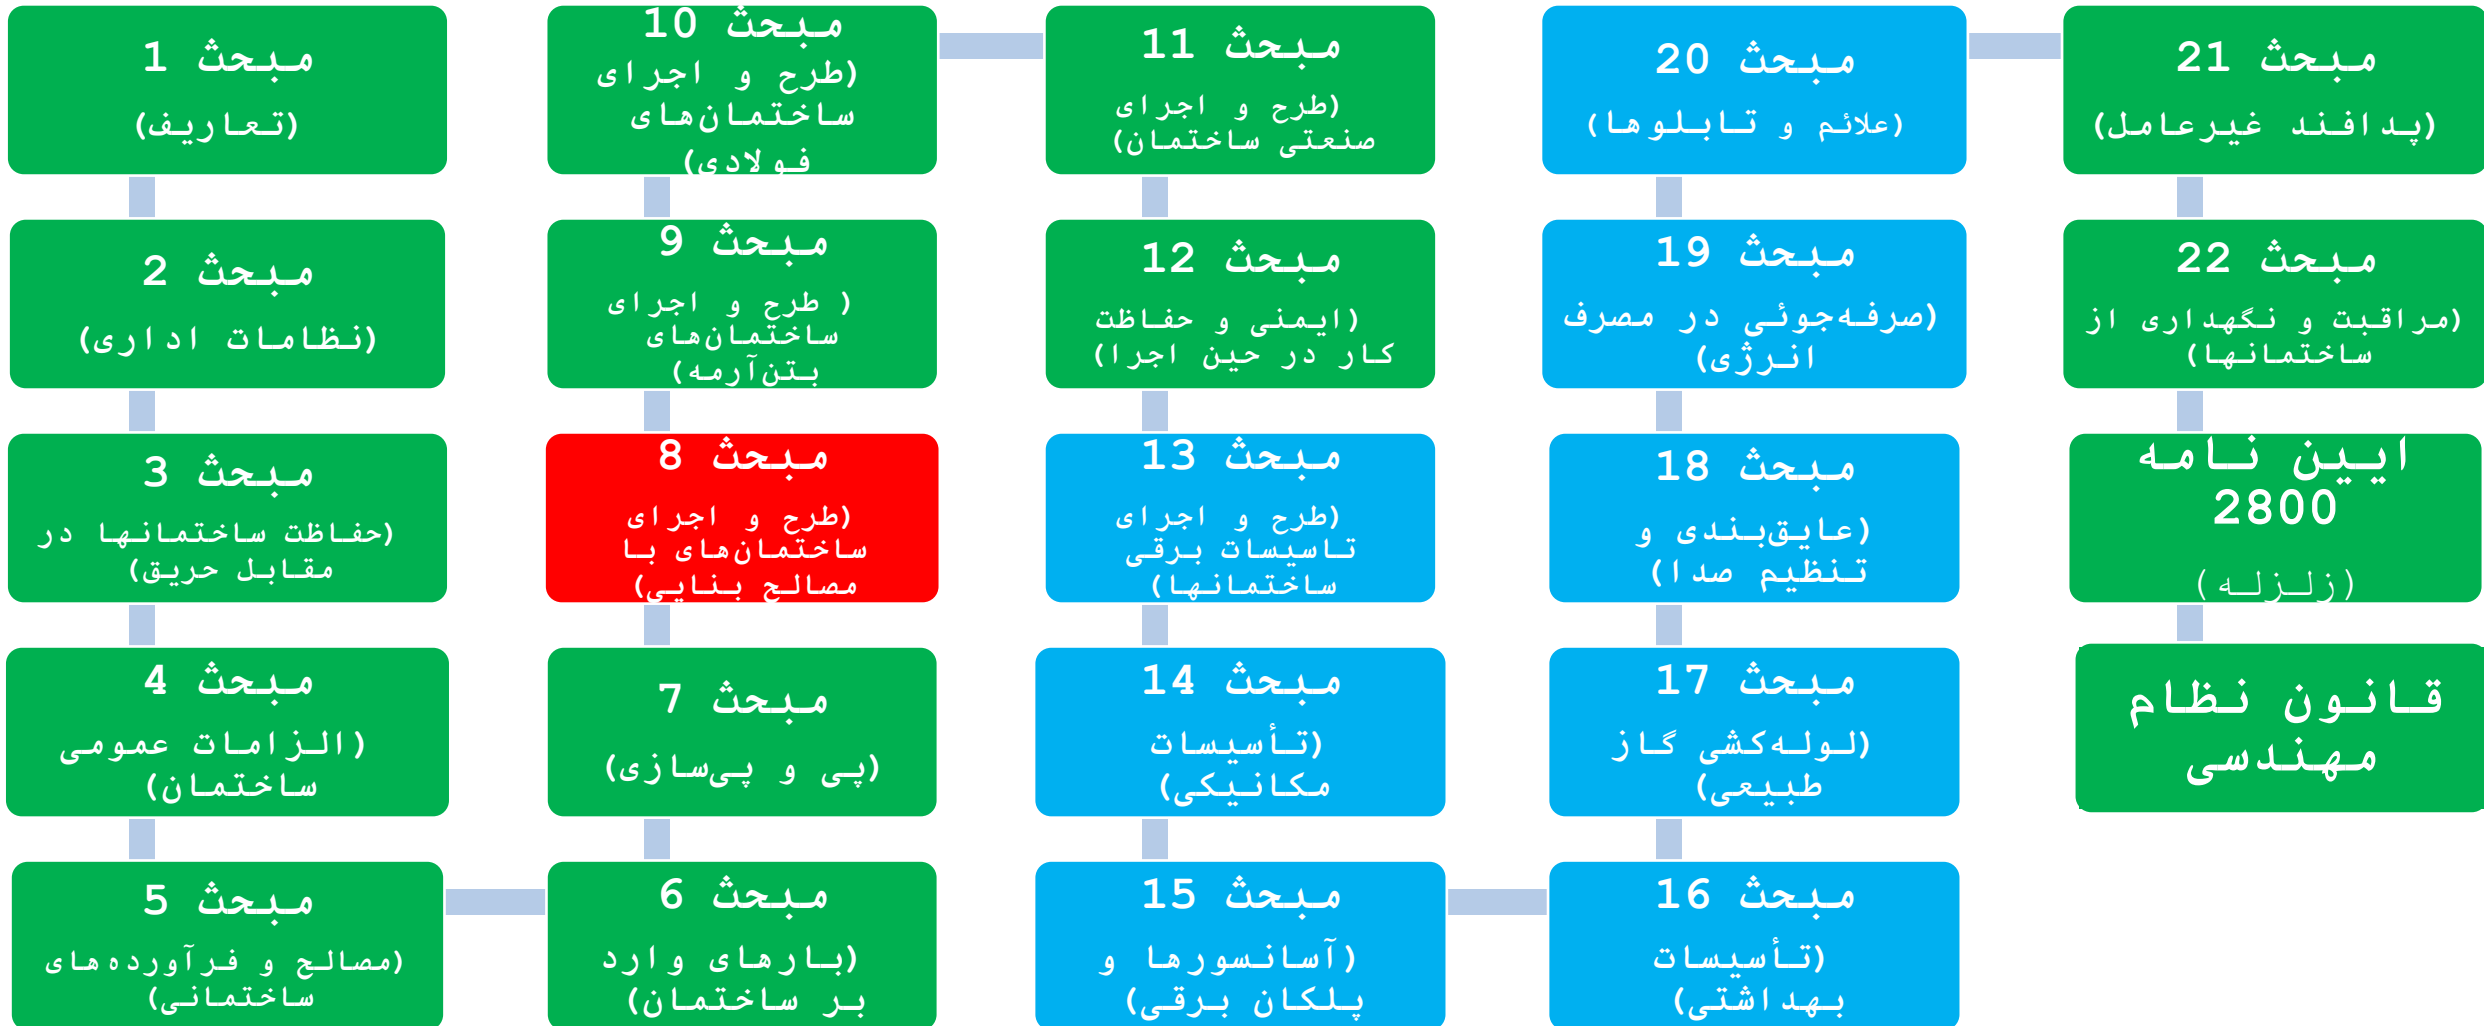 مبحث 1
(تعاریف)
مبحث 2
(نظامات اداری)
مبحث 3
(حفاظت ساختمانها در
مقابل حریق)
مبحث 4
(الزامات عمومی
ساختمان)
مبحث 5
(مصالح و فرآورده‌های
ساختمانی)
مبحث 6
(بارهای وارد
بر ساختمان)
مبحث 7
(پی و پی‌سازی)
مبحث 8
(طرح و اجرای
ساختمان‌های با
مصالح بنایی)
مبحث 9
( طرح و اجرای
ساختمان‌های
بتن‌آرمه)
مبحث 10
(طرح و اجرای
ساختمان‌های
فولادی)
مبحث 11
(طرح و اجرای
صنعتی ساختمان)
مبحث 12
(ایمنی و حفاظت
کار در حین اجرا)
مبحث 13
(طرح و اجرای
تاسیسات برقی
ساختمانها)
مبحث 14
(تأسیسات
مکانیکی)
مبحث 15
(آسانسورها و
پلکان برقی)
مبحث 16
(تأسیسات
بهداشتی)
مبحث 17
(لوله‌کشی گاز
طبیعی)
مبحث 18
(عایق‌بندی و
تنظیم صدا)
مبحث 19
(صرفه‌جوئی در مصرف
انرژی)
مبحث 20
(علائم و تابلوها)
مبحث 21
(پدافند غیرعامل)
مبحث 22
(مراقبت و نگهداری از
ساختمانها)
ایین نامه
2800
(زلزله)
قانون نظام
مهندسی